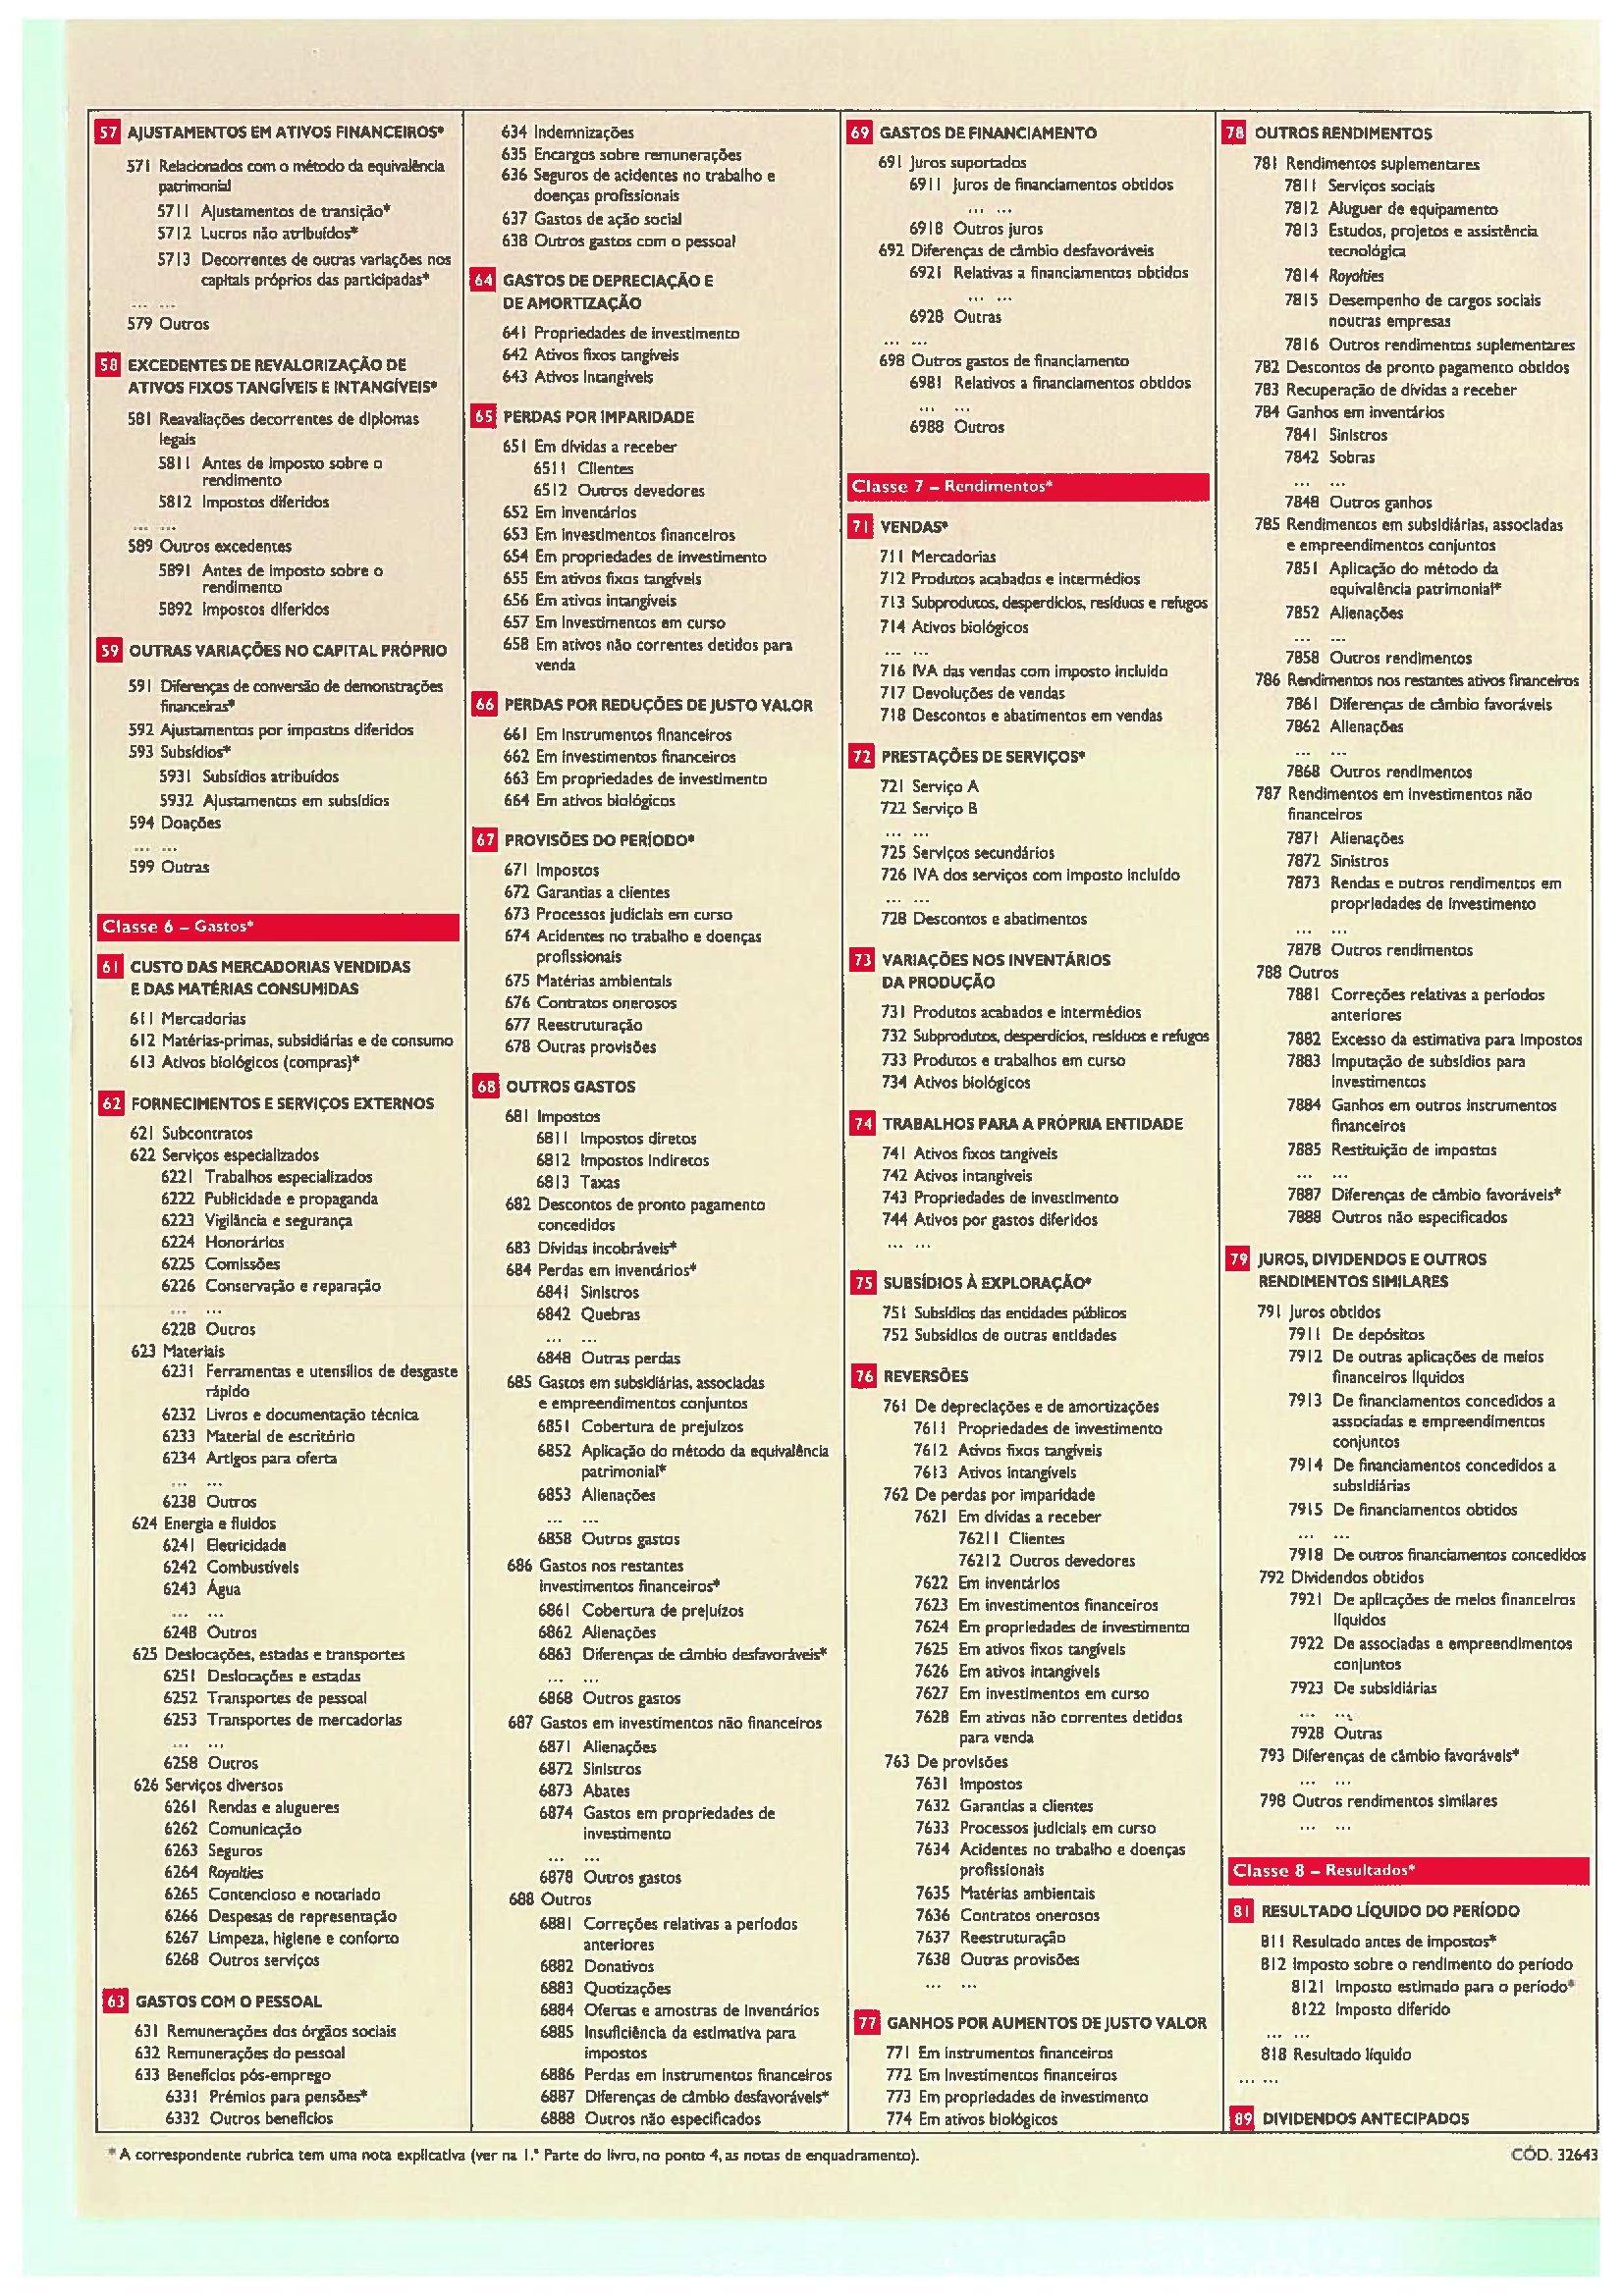 57 AJUSTAMENTOS EM ATIVOS FINANCEIROS*
571 Relacionados com o método da equivalência
patrimonial
5711 Ajustamentos de transição*
5712 Lucros não atribuídos*
5713 Decorrentes de outras variações nos
capitais próprios das participadas*
... ...
579 Outros
58 EXCEDENTES DE REVALORIZAÇÃO DE
ATIVOS FIXOS TANGÍVEIS E INTANGÍVEIS*
581 Reavaliações decorrentes de diplomas
legais
5811 Antes de imposto sobre o
rendimento
5812 Impostos diferidos
... ...
589 Outros excedentes
5891 Antes de imposto sobre o
rendimento
5892 Impostos diferidos
59 OUTRAS VARIAÇÕES NO CAPITAL PRÓPRIO
591 Diferenças de conversão de demonstrações
financeiras*
592 Ajustamentos por impostos diferidos
593 Subsídios*
5931 Subsídios atribuídos
5932 Ajustamentos em subsídios
594 Doações
... ...
599 Outras
Classe 6 – Gastos*
61 CUSTO DAS MERCADORIAS VENDIDAS
E DAS MATÉRIAS CONSUMIDAS
611 Mercadorias
612 Matérias-primas, subsidiárias e de consumo
613 Ativos biológicos (compras)*
62 FORNECIMENTOS E SERVIÇOS EXTERNOS
621 Subcontratos
622 Serviços especializados
6221 Trabalhos especializados
6222 Publicidade e propaganda
6223 Vigilância e segurança
6224 Honorários
6225 Comissões
6226 Conservação e reparação
... ...
6228 Outros
623 Materiais
6231 Ferramentas e utensílios de desgaste
rápido
6232 Livros e documentação técnica
6233 Material de escritório
6234 Artigos para oferta
... ...
6238 Outros
624 Energia e fluidos
6241 Eletricidade
6242 Combustíveis
6243 Água
... ...
6248 Outros
625 Deslocações, estadas e transportes
6251 Deslocações e estadas
6252 Transportes de pessoal
6253 Transportes de mercadorias
... ...
6258 Outros
626 Serviços diversos
6261 Rendas e alugueres
6262 Comunicação
6263 Seguros
6264 Royalties
6265 Contencioso e notariado
6266 Despesas de representação
6267 Limpeza, higiene e conforto
6268 Outros serviços
63 GASTOS COM O PESSOAL
631 Remunerações dos órgãos sociais
632 Remunerações do pessoal
633 Benefícios pós-emprego
6331 Prémios para pensões*
6332 Outros benefícios
634 Indemnizações
635 Encargos sobre remunerações
636 Seguros de acidentes no trabalho e
doenças profissionais
637 Gastos de ação social
638 Outros gastos com o pessoal
64 GASTOS DE DEPRECIAÇÃO E
DE AMORTIZAÇÃO
641 Propriedades de investimento
642 Ativos fixos tangíveis
643 Ativos Intangíveis
65 PERDAS POR IMPARIDADE
651 Em dívidas a receber
6511 Clientes
6512 Outros devedores
652 Em inventários
653 Em investimentos financeiros
654 Em propriedades de investimento
655 Em ativos fixos tangíveis
656 Em ativos intangíveis
657 Em Investimentos em curso
658 Em ativos não correntes detidos para
venda
66 PERDAS POR REDUÇÕES DE JUSTO VALOR
661 Em Instrumentos financeiros
662 Em investimentos financeiros
663 Em propriedades de investimento
664 Em ativos biológicos
67 PROVISÕES DO PERÍODO*
671 Impostos
672 Garantias a clientes
673 Processos judiciais em curso
674 Acidentes no trabalho e doenças
profissionais
675 Matérias ambientais
676 Contratos onerosos
677 Reestruturação
678 Outras provisões
68 OUTROS GASTOS
681 Impostos
6811 Impostos diretos
6812 Impostos Indiretos
6813 Taxas
682 Descontos de pronto pagamento
concedidos
683 Dívidas incobráveis*
684 Perdas em inventários*
6841 Sinistros
6842 Quebras
... ...
6848 Outras perdas
685 Gastos em subsidiárias, associadas
e empreendimentos conjuntos
6851 Cobertura de prejuízos
6852 Aplicação do método da equivalência
patrimonial*
6853 Alienações
... ...
6858 Outros gastos
686 Gastos nos restantes
investimentos financeiros*
6861 Cobertura de prejuízos
6862 Alienações
6863 Diferenças de câmbio desfavoráveis*
... ...
6868 Outros gastos
687 Gastos em investimentos não financeiros
6871 Alienações
6872 Sinistros
6873 Abates
6874 Gastos em propriedades de
investimento
... ...
6878 Outros gastos
688 Outros
6881 Correções relativas a períodos
anteriores
6882 Donativos
6883 Quotizações
6884 Ofertas e amostras de Inventários
6885 Insuficiência da estimativa para
impostos
6886 Perdas em Instrumentos financeiros
6887 Diferenças de câmbio desfavoráveis*
6888 Outros não especificados
69 GASTOS DE FINANCIAMENTO
691 Juros suportados
6911 Juros de financiamentos obtidos
... ...
6918 Outros juros
692 Diferenças de câmbio desfavoráveis
6921 Relativas a financiamentos obtidos
... ...
6928 Outras
... ...
698 Outros gastos de financiamento
6981 Relativos a financiamentos obtidos
... ...
6988 Outros
Classe 7 – Rendimentos*
71 VENDAS*
711 Mercadorias
712 Produtos acabados e intermédios
713 Subprodutos, desperdícios, resíduos e refugos
714 Ativos biológicos
... ...
716 IVA das vendas com imposto incluído
717 Devoluções de vendas
718 Descontos e abatimentos em vendas
72 PRESTAÇÕES DE SERVIÇOS*
721 Serviço A
722 Serviço B
... ...
725 Serviços secundários
726 IVA dos serviços com imposto incluído
... ...
728 Descontos e abatimentos
73 VARIAÇÕES NOS INVENTÁRIOS
DA PRODUÇÃO
731 Produtos acabados e intermédios
732 Subprodutos, desperdícios, resíduos e refugos
733 Produtos e trabalhos em curso
734 Ativos biológicos
74 TRABALHOS PARA A PRÓPRIA ENTIDADE
741 Ativos fixos tangíveis
742 Ativos intangíveis
743 Propriedades de investimento
744 Ativos por gastos diferidos
... ...
75 SUBSÍDIOS À EXPLORAÇÃO*
751 Subsídios das entidades públicos
752 Subsídios de outras entidades
76 REVERSÕES
761 De depreciações e de amortizações
7611 Propriedades de investimento
7612 Ativos fixos tangíveis
7613 Ativos intangíveis
762 De perdas por imparidade
7621 Em dívidas a receber
76211 Clientes
76212 Outros devedores
7622 Em inventários
7623 Em investimentos financeiros
7624 Em propriedades de investimento
7625 Em ativos fixos tangíveis
7626 Em ativos intangíveis
7627 Em investimentos em curso
7628 Em ativos não correntes detidos
para venda
763 De provisões
7631 Impostos
7632 Garantias a clientes
7633 Processos judiciais em curso
7634 Acidentes no trabalho e doenças
profissionais
7635 Matérias ambientais
7636 Contratos onerosos
7637 Reestruturação
7638 Outras provisões
... ...
77 GANHOS POR AUMENTOS DE JUSTO VALOR
771 Em instrumentos financeiros
772 Em Investimentos financeiros
773 Em propriedades de investimento
774 Em ativos biológicos
78 OUTROS RENDIMENTOS
781 Rendimentos suplementares
7811 Serviços sociais
7812 Aluguer de equipamento
7813 Estudos, projetos e assistência
tecnológica
7814 Royalties
7815 Desempenho de cargos sociais
noutras empresas
7816 Outros rendimentos suplementares
782 Descontos de pronto pagamento obtidos
783 Recuperação de dívidas a receber
784 Ganhos em inventários
7841 Sinistros
7842 Sobras
... ...
7848 Outros ganhos
785 Rendimentos em subsidiárias, associadas
e empreendimentos conjuntos
7851 Aplicação do método da
equivalência patrimonial*
7852 Alienações
... ...
7858 Outros rendimentos
786 Rendimentos nos restantes ativos financeiros
7861 Diferenças de câmbio favoráveis
7862 Alienações
... ...
7868 Outros rendimentos
787 Rendimentos em investimentos não
financeiros
7871 Alienações
7872 Sinistros
7873 Rendas e outros rendimentos em
propriedades de investimento
... ...
7878 Outros rendimentos
788 Outros
7881 Correções relativas a períodos
anteriores
7882 Excesso da estimativa para Impostos
7883 Imputação de subsídios para
Investimentos
7884 Ganhos em outros instrumentos
financeiros
7885 Restituição de impostos
... ...
7887 Diferenças de câmbio favoráveis*
7888 Outros não especificados
79 JUROS, DIVIDENDOS E OUTROS
RENDIMENTOS SIMILARES
791 Juros obtidos
7911 De depósitos
7912 De outras aplicações de meios
financeiros líquidos
7913 De financiamentos concedidos a
associadas e empreendimentos
conjuntos
7914 De financiamentos concedidos a
subsidiárias
7915 De financiamentos obtidos
... ...
7918 De outros financiamentos concedidos
792 Dividendos obtidos
7921 De aplicações de meios financeiros
líquidos
7922 De associadas e empreendimentos
conjuntos
7923 De subsidiárias
... ...
7928 Outras
793 Diferenças de câmbio favoráveis*
... ...
798 Outros rendimentos similares
... ...
Classe 8 – Resultados*
81 RESULTADO LÍQUIDO DO PERÍODO
811 Resultado antes de impostos*
812 Imposto sobre o rendimento do período
8121 Imposto estimado para o período*
8122 Imposto diferido
... ...
818 Resultado líquido
... ...
89 DIVIDENDOS ANTECIPADOS
* A correspondente rubrica tem uma nota explicativa (ver na 1.ª Parte do livro, no ponto 4, as notas de enquadramento).
CÓD. 32643